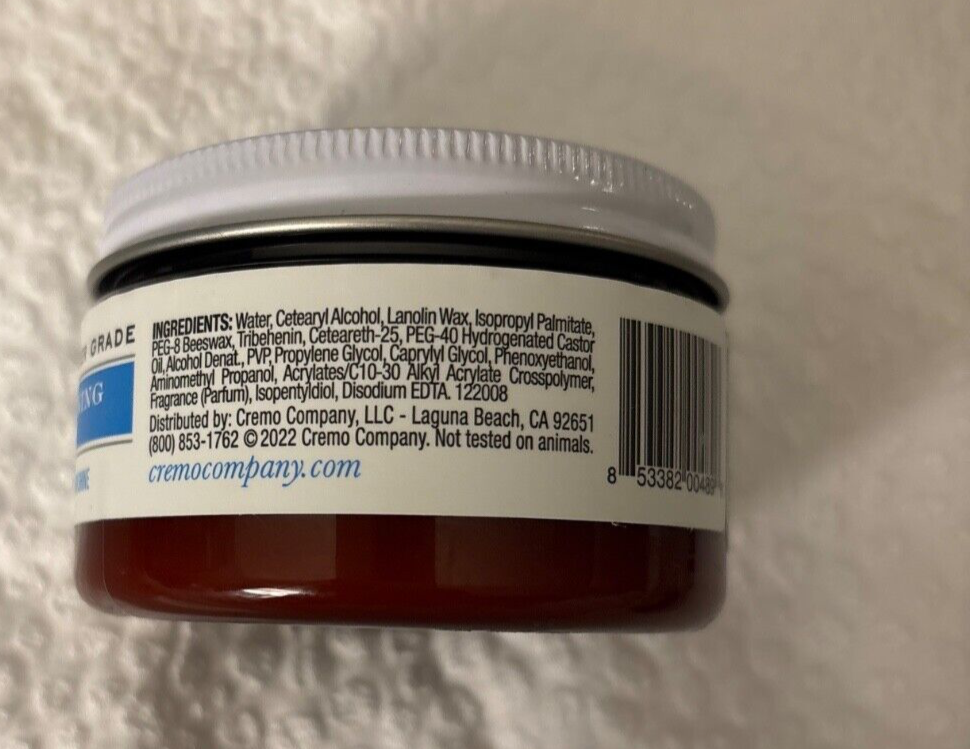 GRADE
INGREDIENTS: Water, Cetearyl Alcohol, Lanolin Wax, Isopropyl Palmitate,
PEG-8 Beeswax, Tribehenin, Ceteareth-25, PEG-40 Hydrogenated Castor
Oil, Alcohol Denat., PVP, Propylene Glycol, Caprylyl Glycol, Phenoxyethanol,
Aminomethyl Propanol, Acrylates/C10-30 Alkyl Acrylate Crosspolymer,
Fragrance (Parfum), Isopentyldiol, Disodium EDTA. 122008
Distributed by: Cremo Company, LLC - Laguna Beach, CA 92651
(800) 853-1762 © 2022 Cremo Company. Not tested on animals.
cremocompany.com
8 53382 00